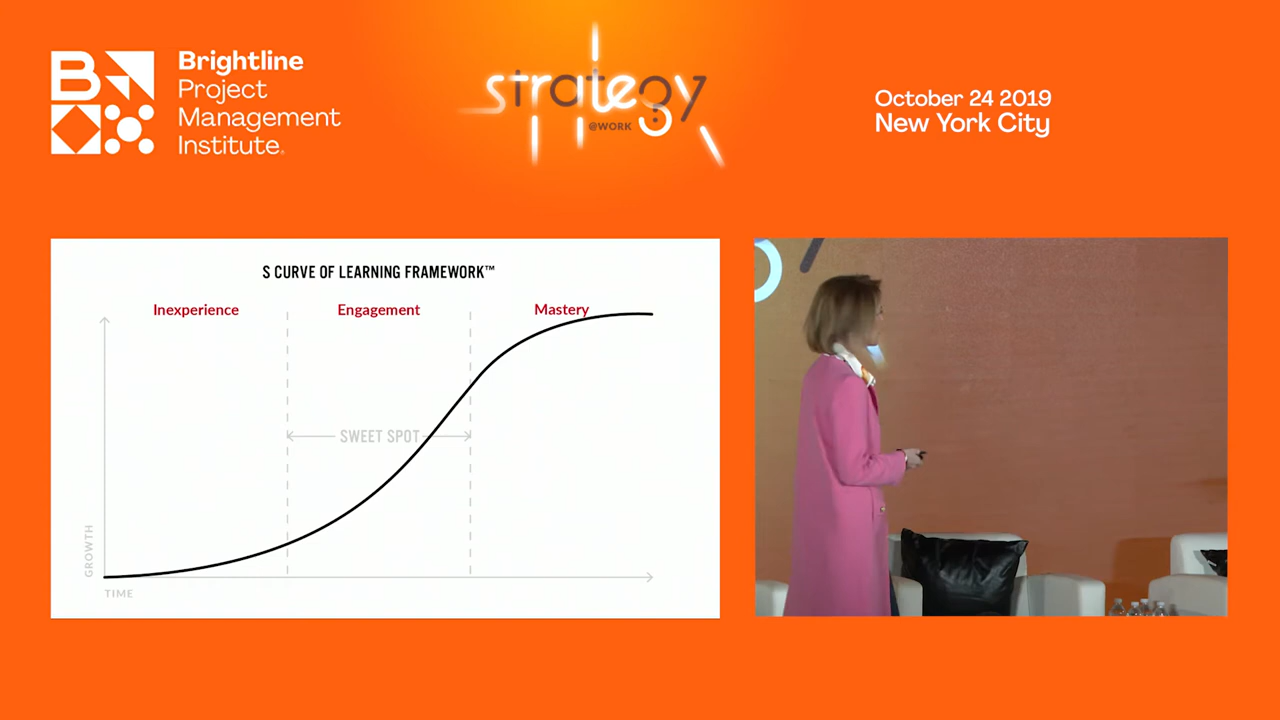 Brightline
Project
Management
Institute.
strategy
@WORK
October 24 2019
New York City
S CURVE OF LEARNING FRAMEWORK™
Inexperience
Engagement
Mastery
SWEET SPOT
GROWTH
TIME